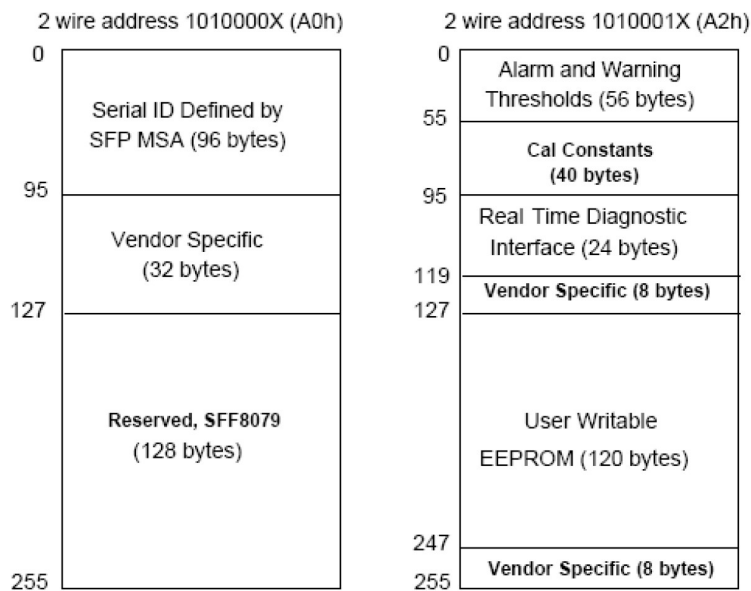 2 wire address 1010000X (A0h)
0
Serial ID Defined by
SFP MSA (96 bytes)
95
Vendor Specific
(32 bytes)
127
Reserved, SFF8079
(128 bytes)
255
2 wire address 1010001X (A2h)
0
Alarm and Warning
Thresholds (56 bytes)
55
Cal Constants
(40 bytes)
95
Real Time Diagnostic
Interface (24 bytes)
119
Vendor Specific (8 bytes)
127
User Writable
EEPROM (120 bytes)
247
Vendor Specific (8 bytes)
255